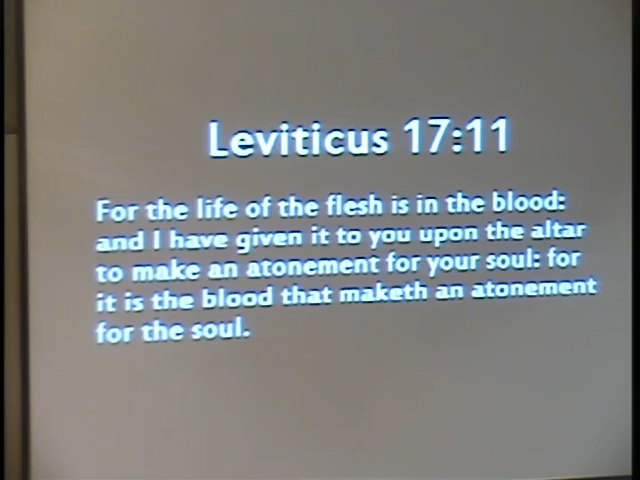 Leviticus 17:11
For the life of the flesh is in the blood:
and I have given it to you upon the altar
to make an atonement for your soul: for
it is the blood that maketh an atonement
for the soul.